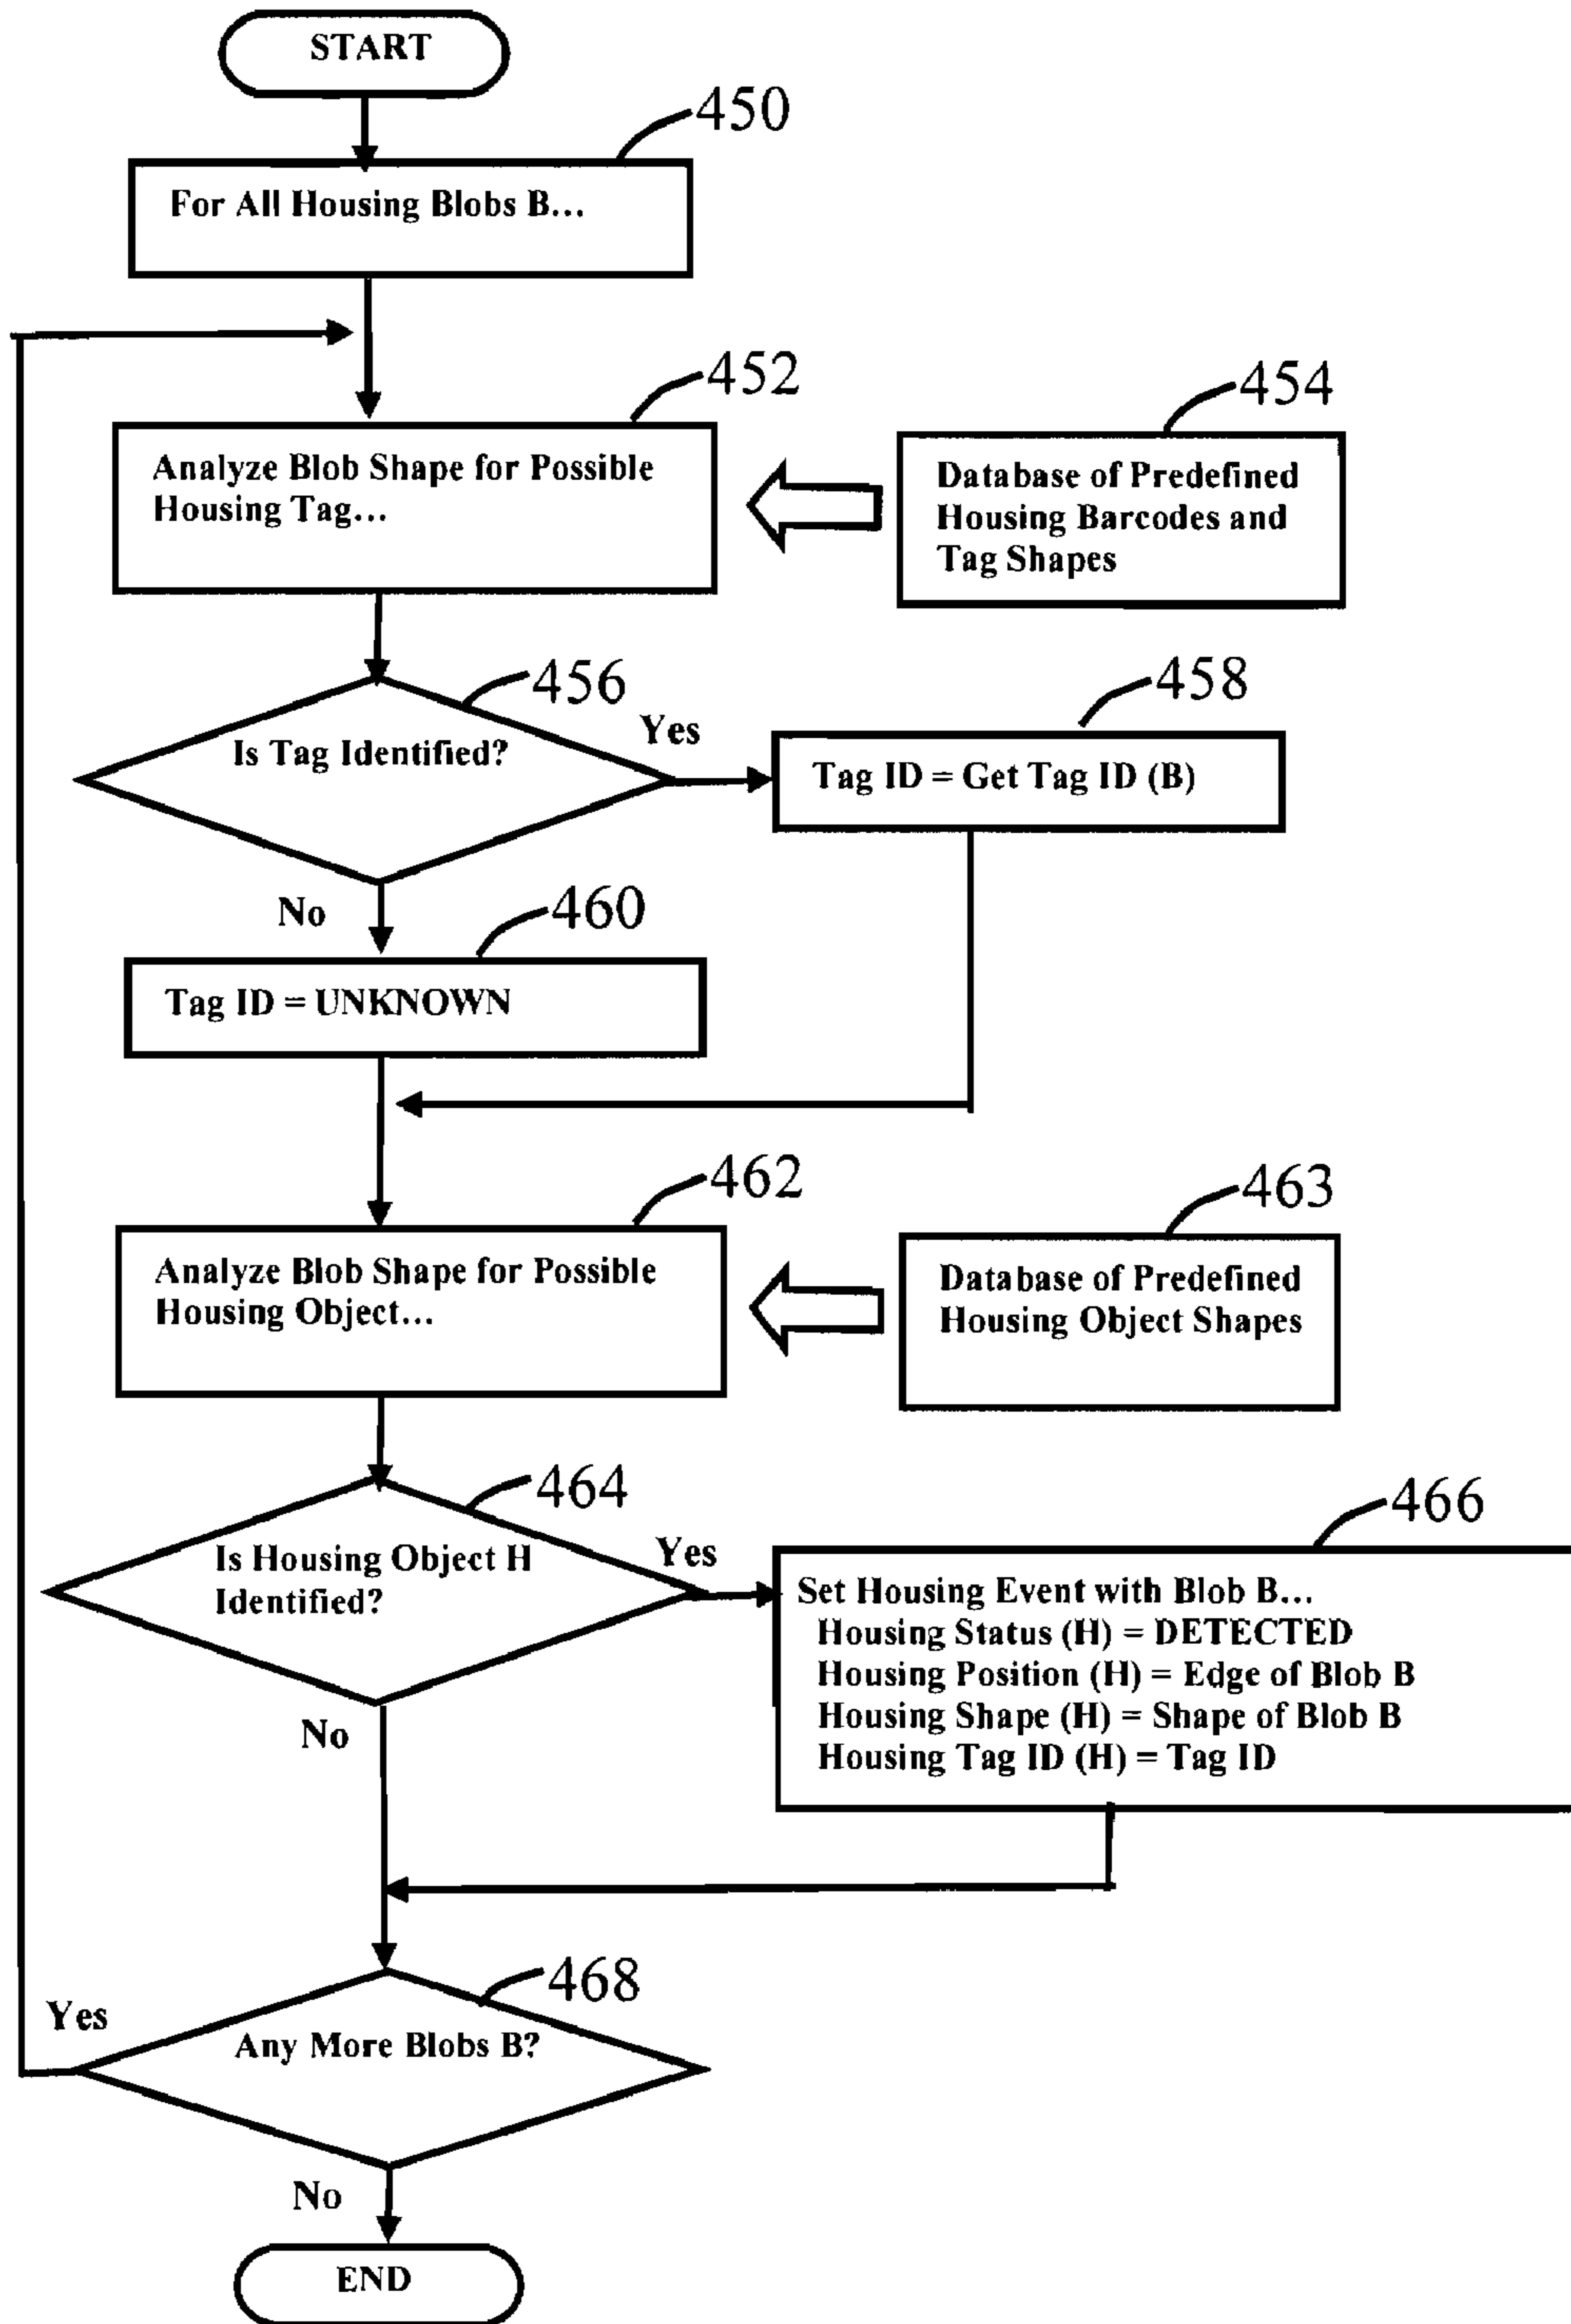 START
450
For All Housing Blobs B...
452
454
Analyze Blob Shape for Possible
Housing Tag...
Database of Predefined
Housing Barcodes and
Tag Shapes
456
458
Is Tag Identified?
Yes
Tag ID = Get Tag ID (B)
No
460
Tag ID = UNKNOWN
462
463
Analyze Blob Shape for Possible
Housing Object...
Database of Predefined
Housing Object Shapes
464
466
Is Housing Object H
Identified?
Yes
Set Housing Event with Blob B...
Housing Status (H) = DETECTED
Housing Position (H) = Edge of Blob B
Housing Shape (H) = Shape of Blob B
Housing Tag ID (H) = Tag ID
No
468
Yes
Any More Blobs B?
No
END